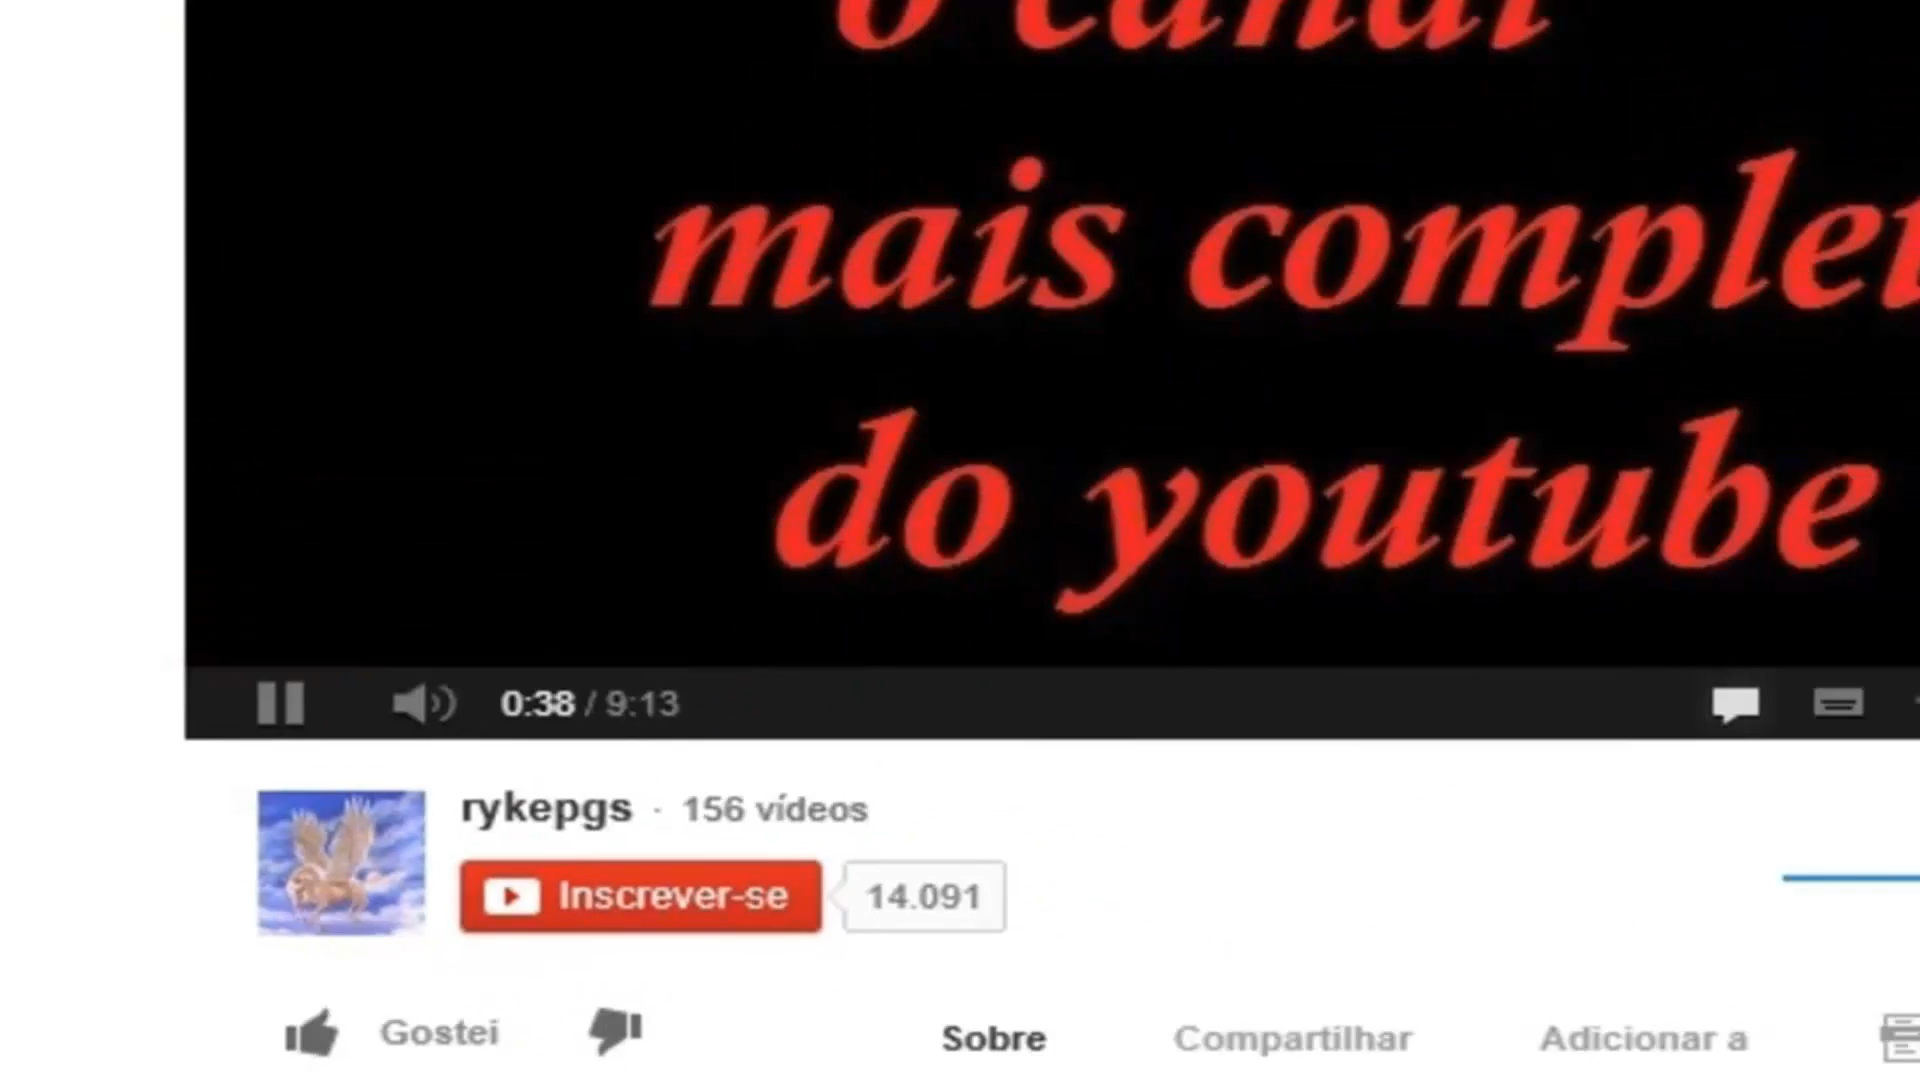 o canal
mais complet
do youtube
0:38 / 9:13
rykepgs · 156 vídeos
Inscrever-se 14.091
Gostei
Sobre Compartilhar Adicionar a